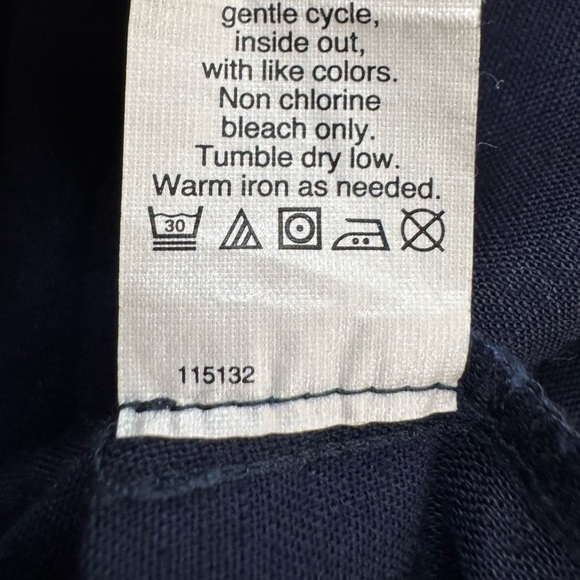 gentle cycle,
inside out,
with like colors.
Non chlorine
bleach only.
Tumble dry low.
Warm iron as needed.
30
115132